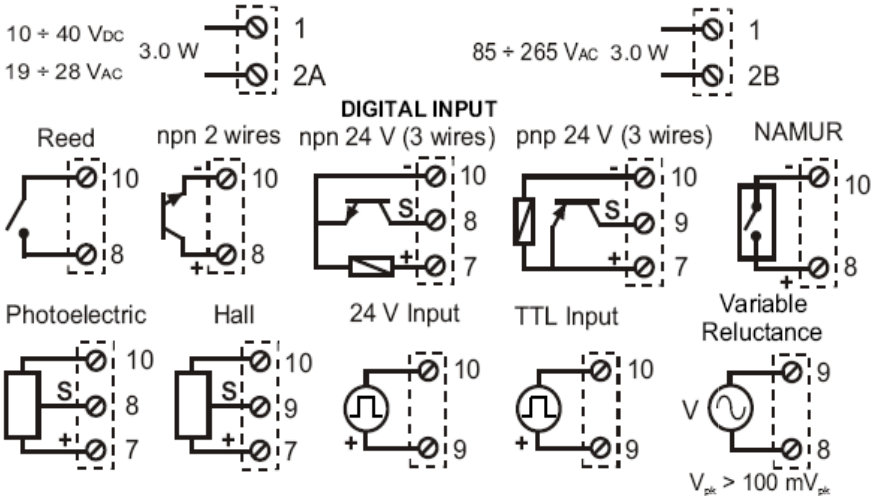 10 ÷ 40 VDC
19 ÷ 28 VAC
3.0 W
1
2A
85 ÷ 265 VAC 3.0 W
1
2B
DIGITAL INPUT
Reed
10
8
npn 2 wires
-
10
+
8
npn 24 V (3 wires)
-
10
S
8
+
7
pnp 24 V (3 wires)
-
10
S
9
+
7
NAMUR
-
10
+
8
Photoelectric
10
S
8
+
7
Hall
10
S
9
+
7
24 V Input
10
+
9
TTL Input
10
+
9
Variable
Reluctance
9
V
8
Vpk > 100 mVpk